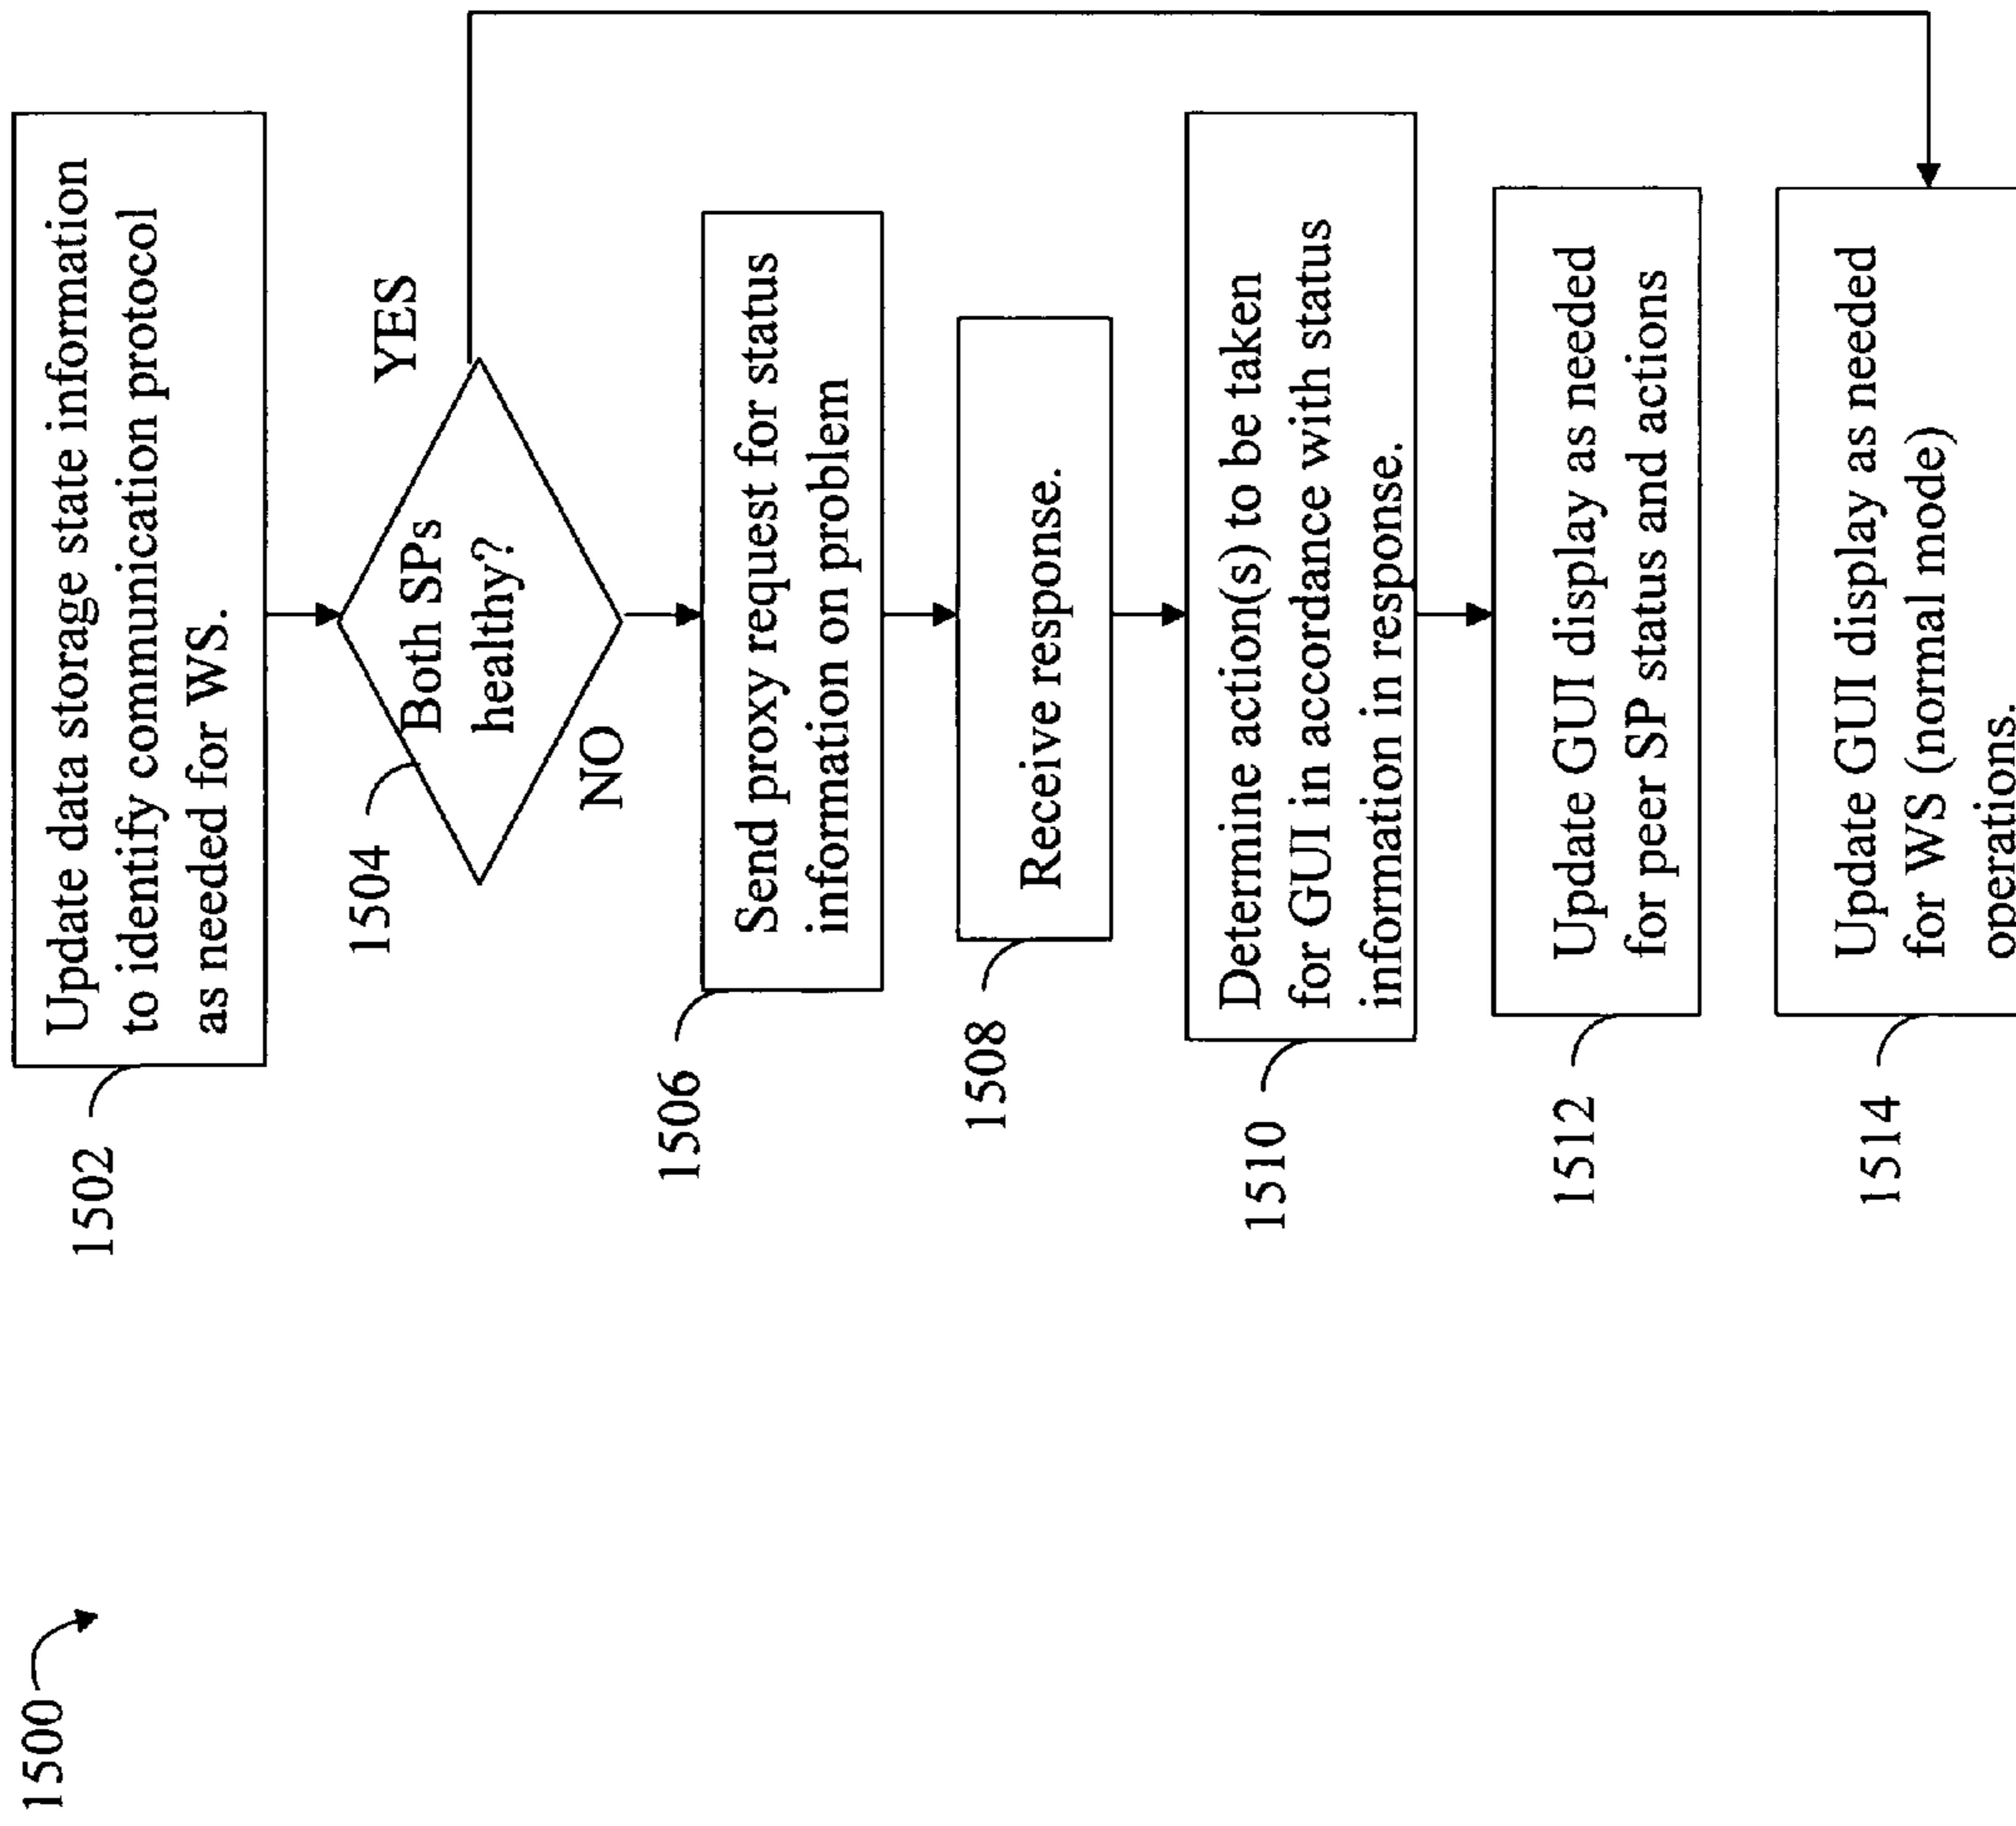 1500
1502
Update data storage state information
to identify communication protocol
as needed for WS.
1504
Both SPs
healthy?
YES
NO
1506
Send proxy request for status
information on problem
1508
Receive response.
1510
Determine action(s) to be taken
for GUI in accordance with status
information in response.
1512
Update GUI display as needed
for peer SP status and actions
1514
Update GUI display as needed
for WS (normal mode)
operations.